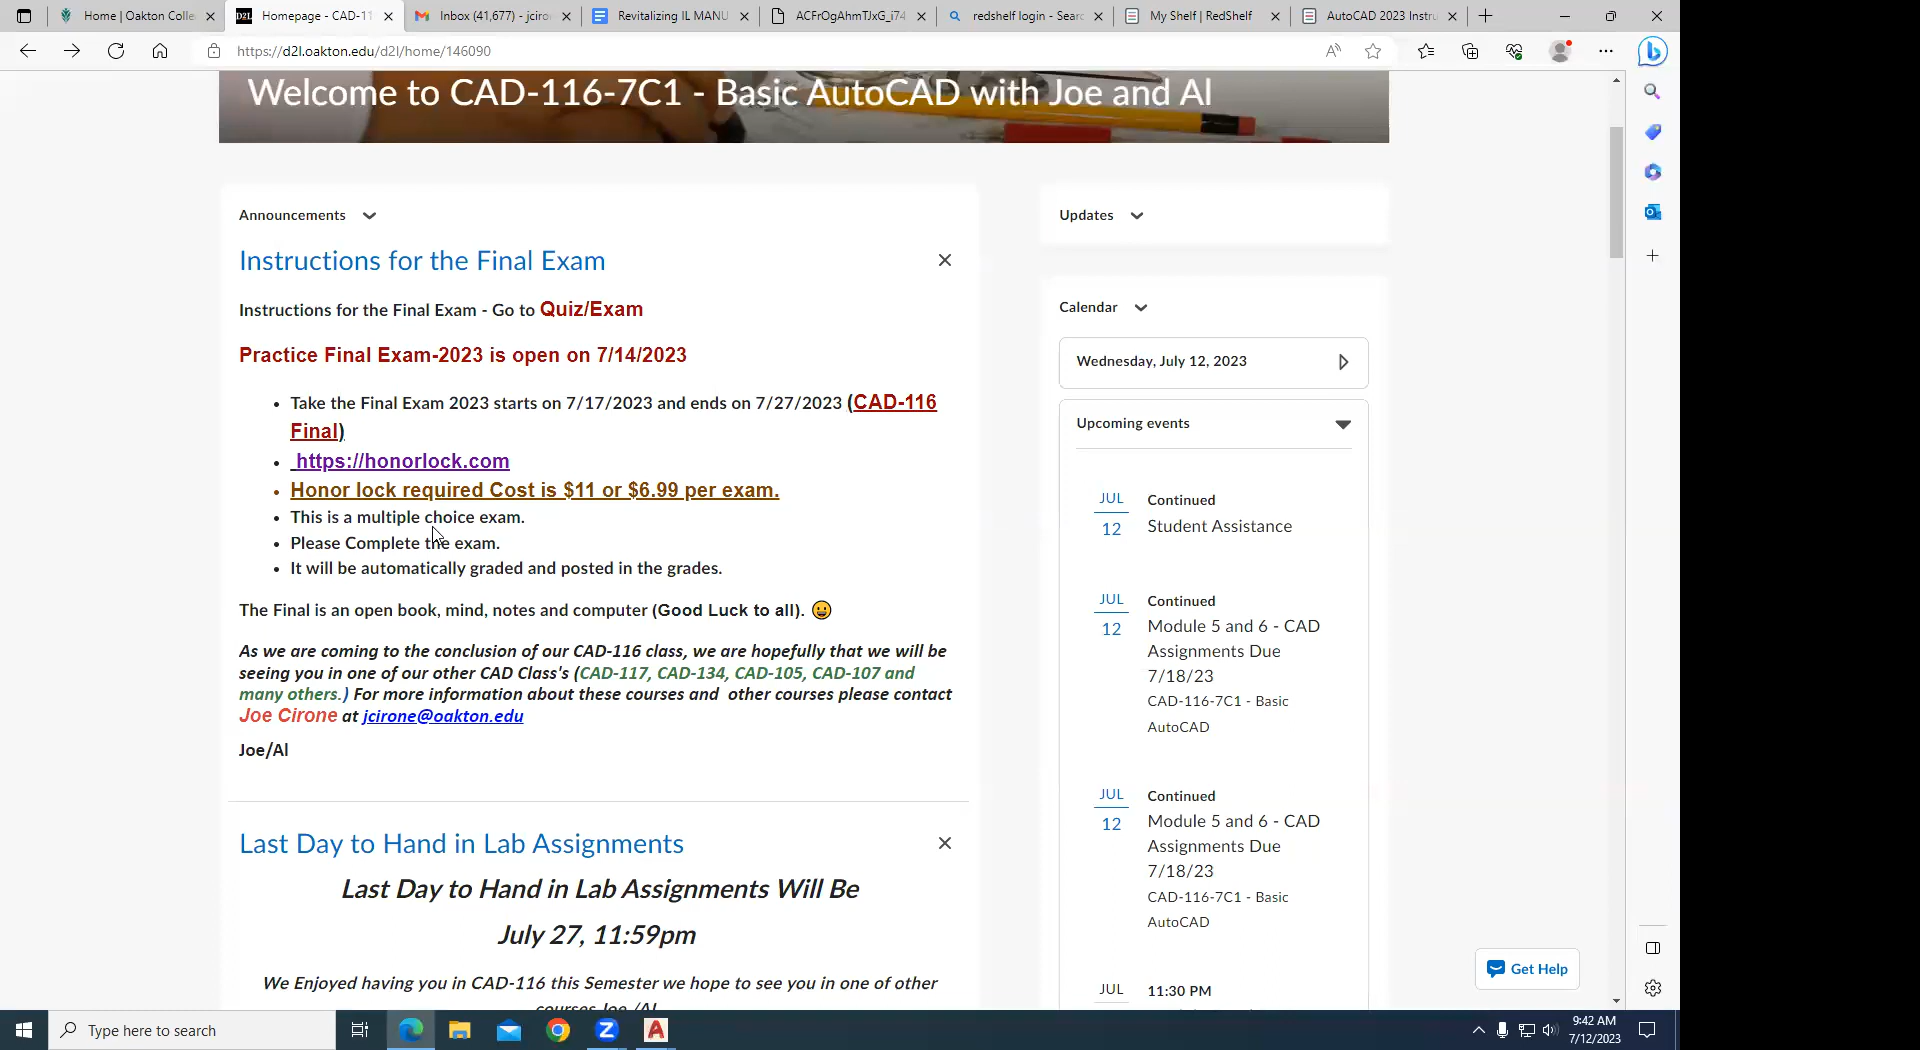 Home | Oakton Colle
D2L Homepage - CAD-11
Inbox (41,677) - jciro
Revitalizing IL MANU
ACFrOgAhmTJxG_i74
redshelf login - Searc
My Shelf | RedShelf
AutoCAD 2023 Instru
https://d2l.oakton.edu/d2l/home/146090
Welcome to CAD-116-7C1 - Basic AutoCAD with Joe and Al
Announcements
Instructions for the Final Exam
Instructions for the Final Exam - Go to Quiz/Exam
Practice Final Exam-2023 is open on 7/14/2023
• Take the Final Exam 2023 starts on 7/17/2023 and ends on 7/27/2023 (CAD-116
Final)
• https://honorlock.com
• Honor lock required Cost is $11 or $6.99 per exam.
• This is a multiple choice exam.
• Please Complete the exam.
• It will be automatically graded and posted in the grades.
The Final is an open book, mind, notes and computer (Good Luck to all). 😀
As we are coming to the conclusion of our CAD-116 class, we are hopefully that we will be
seeing you in one of our other CAD Class's (CAD-117, CAD-134, CAD-105, CAD-107 and
many others.) For more information about these courses and other courses please contact
Joe Cirone at jcirone@oakton.edu
Joe/Al
Last Day to Hand in Lab Assignments
Last Day to Hand in Lab Assignments Will Be
July 27, 11:59pm
We Enjoyed having you in CAD-116 this Semester we hope to see you in one of other
courses Joe /Al
Updates
Calendar
Wednesday, July 12, 2023
Upcoming events
JUL
12
Continued
Student Assistance
JUL
12
Continued
Module 5 and 6 - CAD
Assignments Due
7/18/23
CAD-116-7C1 - Basic
AutoCAD
JUL
12
Continued
Module 5 and 6 - CAD
Assignments Due
7/18/23
CAD-116-7C1 - Basic
AutoCAD
JUL
11:30 PM
Get Help
Type here to search
9:42 AM
7/12/2023